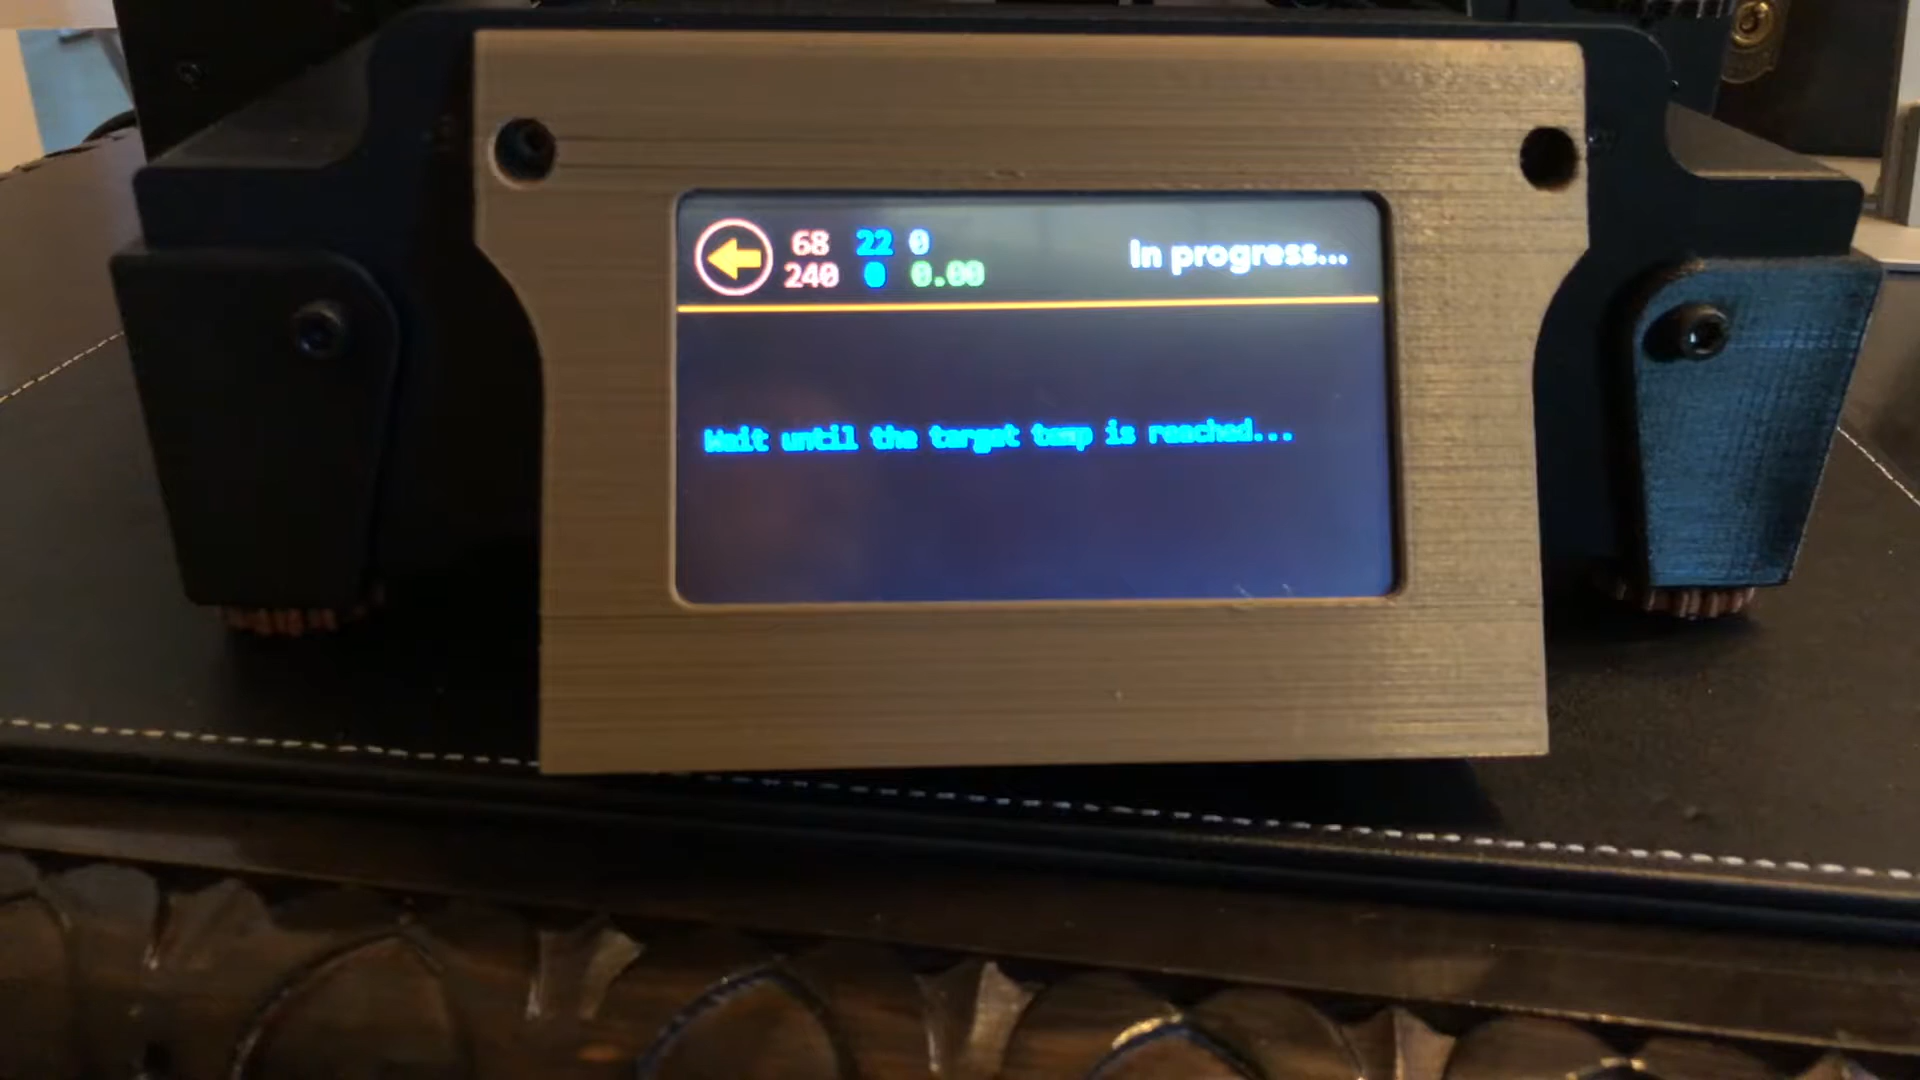 68 22 0 In progress...
240 0 0.00
Wait until the target temp is reached...